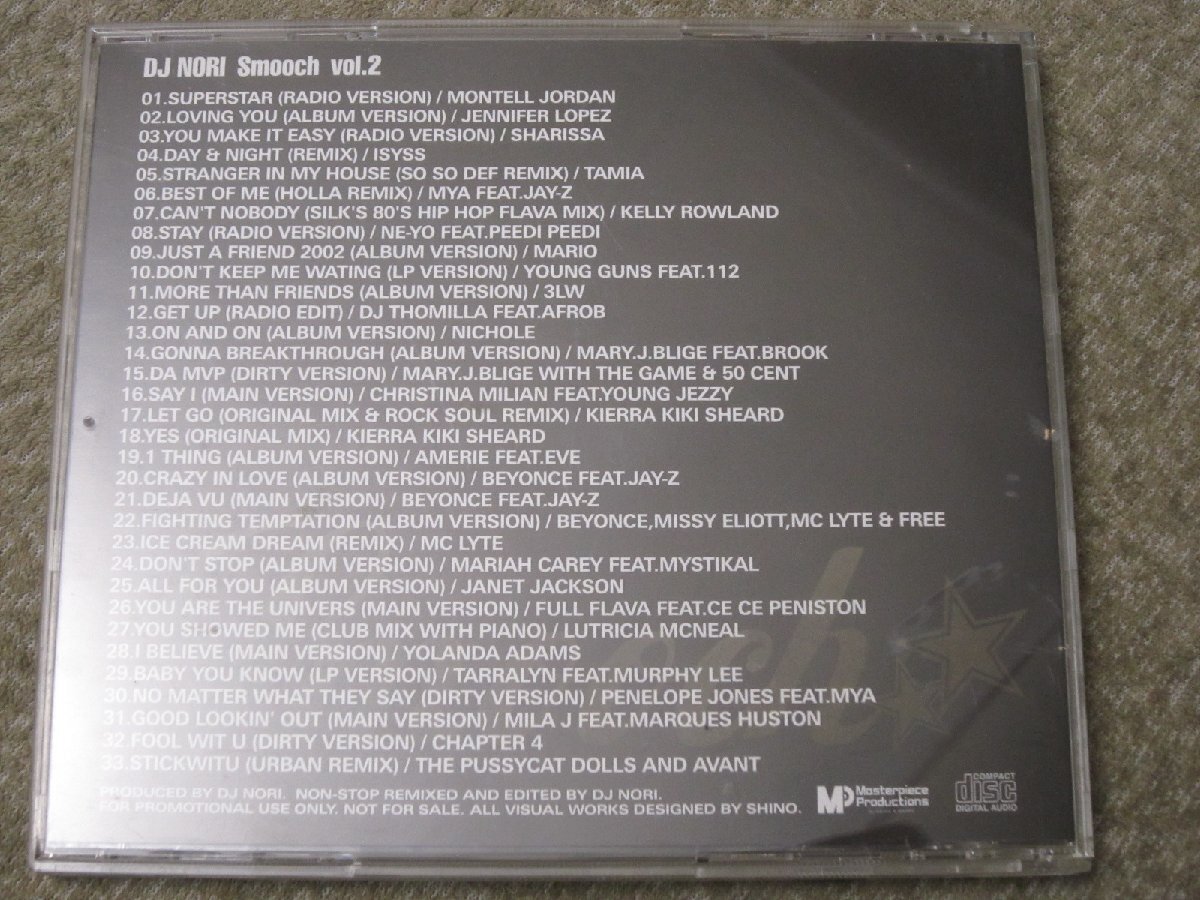 DJ NORI Smooch vol.2
01.SUPERSTAR (RADIO VERSION) / MONTELL JORDAN
02.LOVING YOU (ALBUM VERSION) / JENNIFER LOPEZ
03.YOU MAKE IT EASY (RADIO VERSION) / SHARISSA
04.DAY & NIGHT (REMIX) / ISYSS
05.STRANGER IN MY HOUSE (SO SO DEF REMIX) / TAMIA
06.BEST OF ME (HOLLA REMIX) / MYA FEAT.JAY-Z
07.CAN'T NOBODY (SILK'S 80'S HIP HOP FLAVA MIX) / KELLY ROWLAND
08.STAY (RADIO VERSION) / NE-YO FEAT.PEEDI PEEDI
09.JUST A FRIEND 2002 (ALBUM VERSION) / MARIO
10.DON'T KEEP ME WATING (LP VERSION) / YOUNG GUNS FEAT.112
11.MORE THAN FRIENDS (ALBUM VERSION) / 3LW
12.GET UP (RADIO EDIT) / DJ THOMILLA FEAT.AFROB
13.ON AND ON (ALBUM VERSION) / NICHOLE
14.GONNA BREAKTHROUGH (ALBUM VERSION) / MARY.J.BLIGE FEAT.BROOK
15.DA MVP (DIRTY VERSION) / MARY.J.BLIGE WITH THE GAME & 50 CENT
16.SAY I (MAIN VERSION) / CHRISTINA MILIAN FEAT.YOUNG JEZZY
17.LET GO (ORIGINAL MIX & ROCK SOUL REMIX) / KIERRA KIKI SHEARD
18.YES (ORIGINAL MIX) / KIERRA KIKI SHEARD
19.1 THING (ALBUM VERSION) / AMERIE FEAT.EVE
20.CRAZY IN LOVE (ALBUM VERSION) / BEYONCE FEAT.JAY-Z
21.DEJA VU (MAIN VERSION) / BEYONCE FEAT.JAY-Z
22.FIGHTING TEMPTATION (ALBUM VERSION) / BEYONCE,MISSY ELIOTT,MC LYTE & FREE
23.ICE CREAM DREAM (REMIX) / MC LYTE
24.DON'T STOP (ALBUM VERSION) / MARIAH CAREY FEAT.MYSTIKAL
25.ALL FOR YOU (ALBUM VERSION) / JANET JACKSON
26.YOU ARE THE UNIVERS (MAIN VERSION) / FULL FLAVA FEAT.CE CE PENISTON
27.YOU SHOWED ME (CLUB MIX WITH PIANO) / LUTRICIA MCNEAL
28.I BELIEVE (MAIN VERSION) / YOLANDA ADAMS
29.BABY YOU KNOW (LP VERSION) / TARRALYN FEAT.MURPHY LEE
30.NO MATTER WHAT THEY SAY (DIRTY VERSION) / PENELOPE JONES FEAT.MYA
31.GOOD LOOKIN' OUT (MAIN VERSION) / MILA J FEAT.MARQUES HUSTON
32.FOOL WIT U (DIRTY VERSION) / CHAPTER 4
33.STICKWITU (URBAN REMIX) / THE PUSSYCAT DOLLS AND AVANT
PRODUCED BY DJ NORI. NON-STOP REMIXED AND EDITED BY DJ NORI.
FOR PROMOTIONAL USE ONLY. NOT FOR SALE. ALL VISUAL WORKS DESIGNED BY SHINO.
MP Masterpiece
Productions
COMPACT
disc
DIGITAL AUDIO